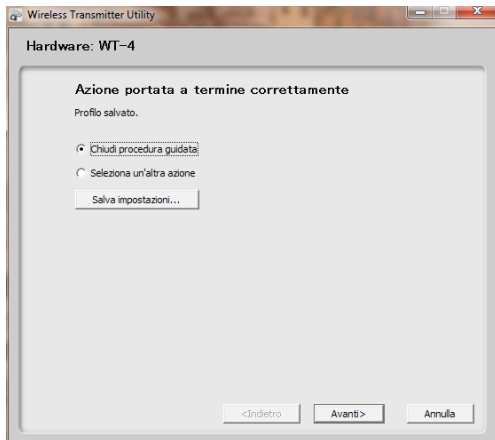 Wireless Transmitter Utility
Hardware: WT-4
Azione portata a termine correttamente
Profilo salvato.
Chiudi procedura guidata
Seleziona un'altra azione
Salva impostazioni...
<Indietro
Avanti>
Annulla